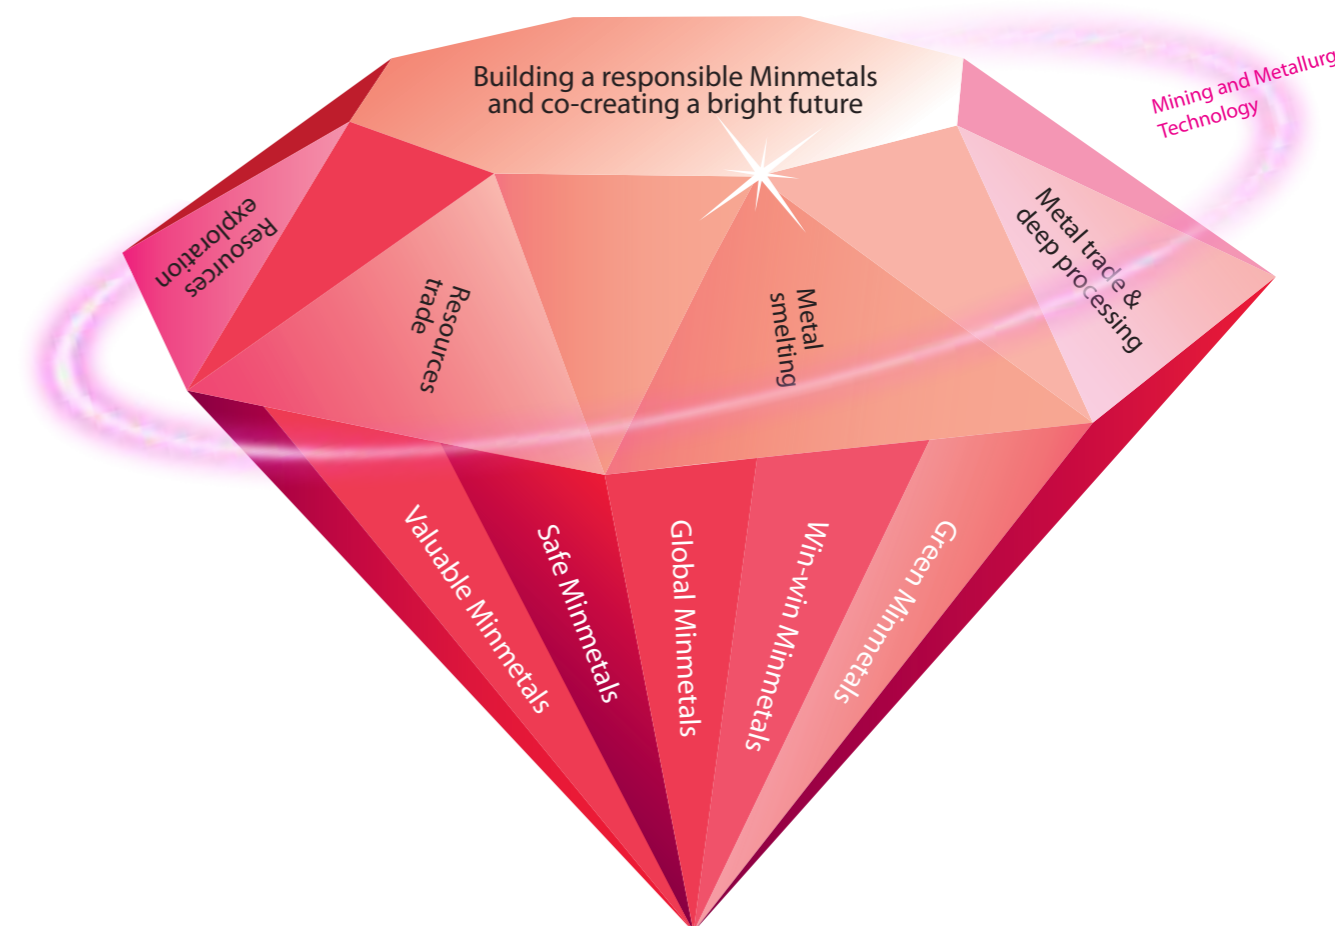 Building a responsible Minmetals
and co-creating a bright future
Mining and Metallurg
Technology
Resources
exploration
Resources
trade
Metal
smelting
Metal trade &
deep processing
Valuable Minmetals
Safe Minmetals
Global Minmetals
Win-win Minmetals
Green Minmetals